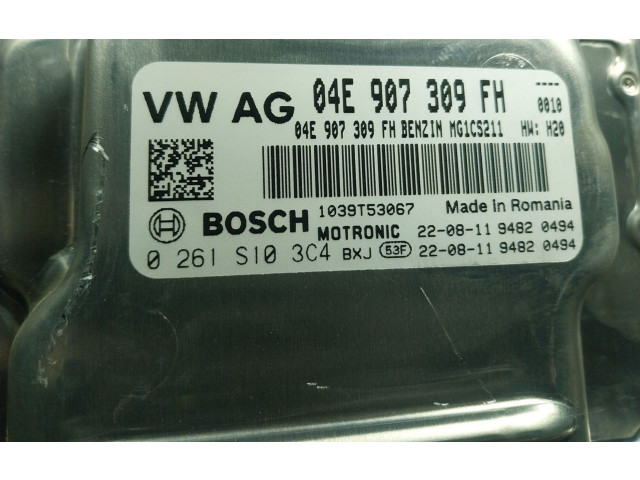 VW AG 04E 907 309 FH ---- 0010
04E 907 309 FH BENZIN MG1CS211 HW: H20
BOSCH 1039T53067 Made in Romania
MOTRONIC 22-08-11 9482 0494
0 261 S10 3C4 BXJ 53F 22-08-11 9482 0494